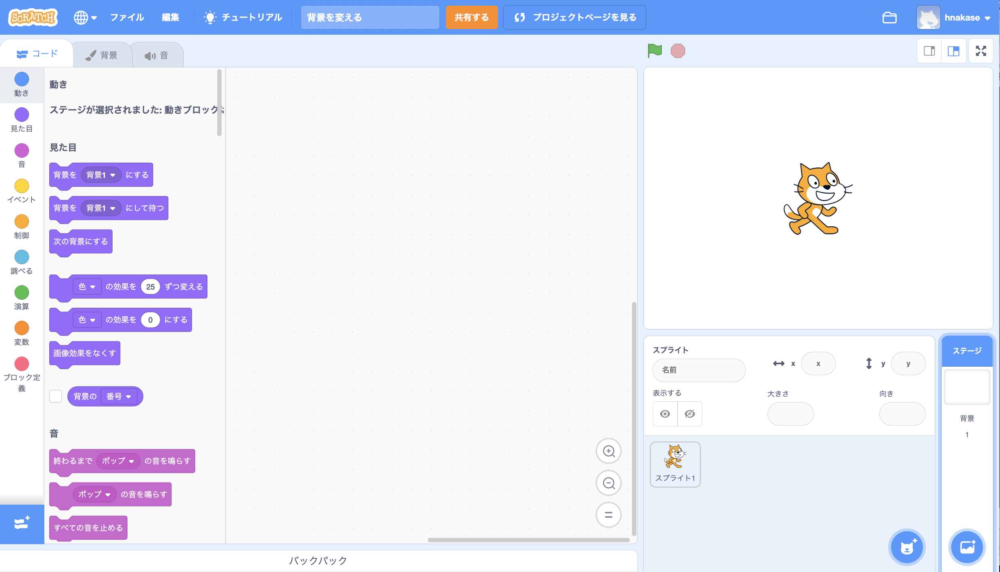 SCRATCH
ファイル
編集
チュートリアル
背景を変える
共有する
プロジェクトページを見る
hnakase
コード
背景
音
動き
見た目
音
イベント
制御
調べる
演算
変数
ブロック定
義
動き
ステージが選択されました: 動きブロック
見た目
背景を 背景1 にする
背景を 背景1 にして待つ
次の背景にする
色 の効果を 25 ずつ変える
色 の効果を 0 にする
画像効果をなくす
背景の 番号
音
終わるまで ポップ の音を鳴らす
ポップ の音を鳴らす
すべての音を止める
バックパック
スプライト
名前
x x
y y
表示する
大きさ
向き
スプライト1
ステージ
背景
1